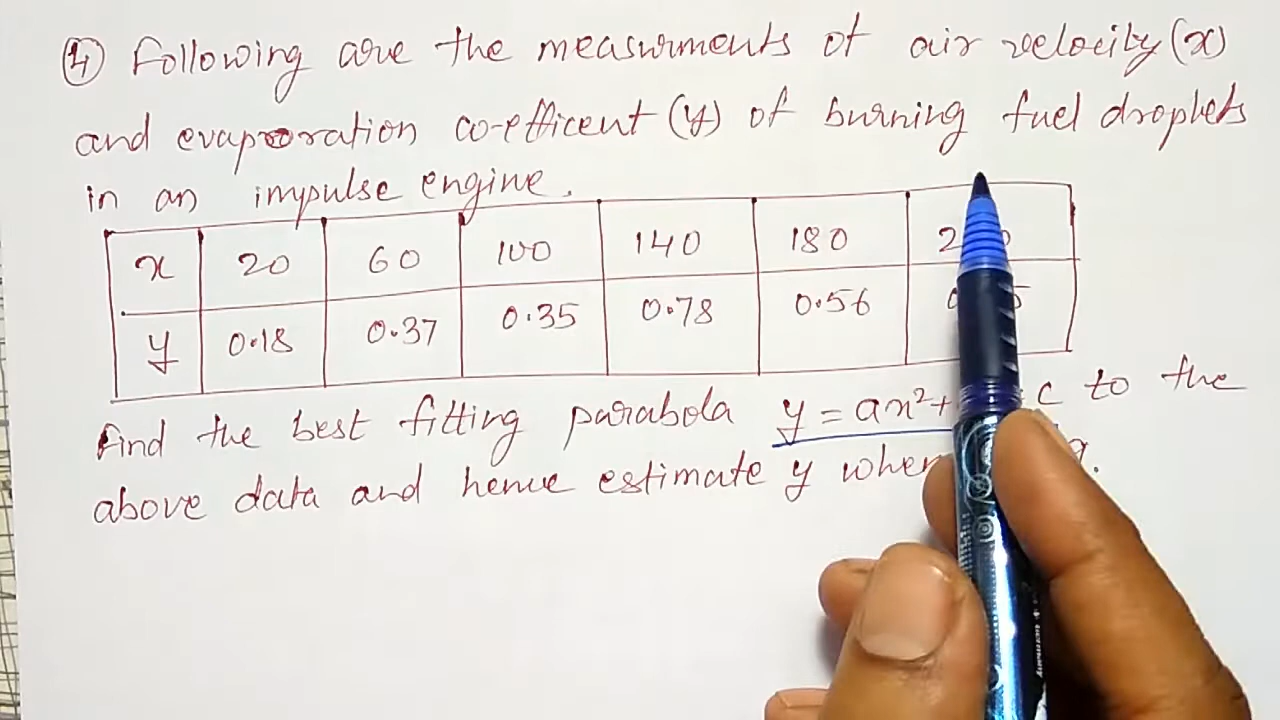 4 Following are the measurments of air velocity (x)
and evaporation co-efficent (y) of burning fuel droplets
in an impulse engine.
x 20 60 100 140 180
y 0.18 0.37 0.35 0.78 0.56
Find the best fitting parabola y = ax²+ c to the
above data and henve estimate y when